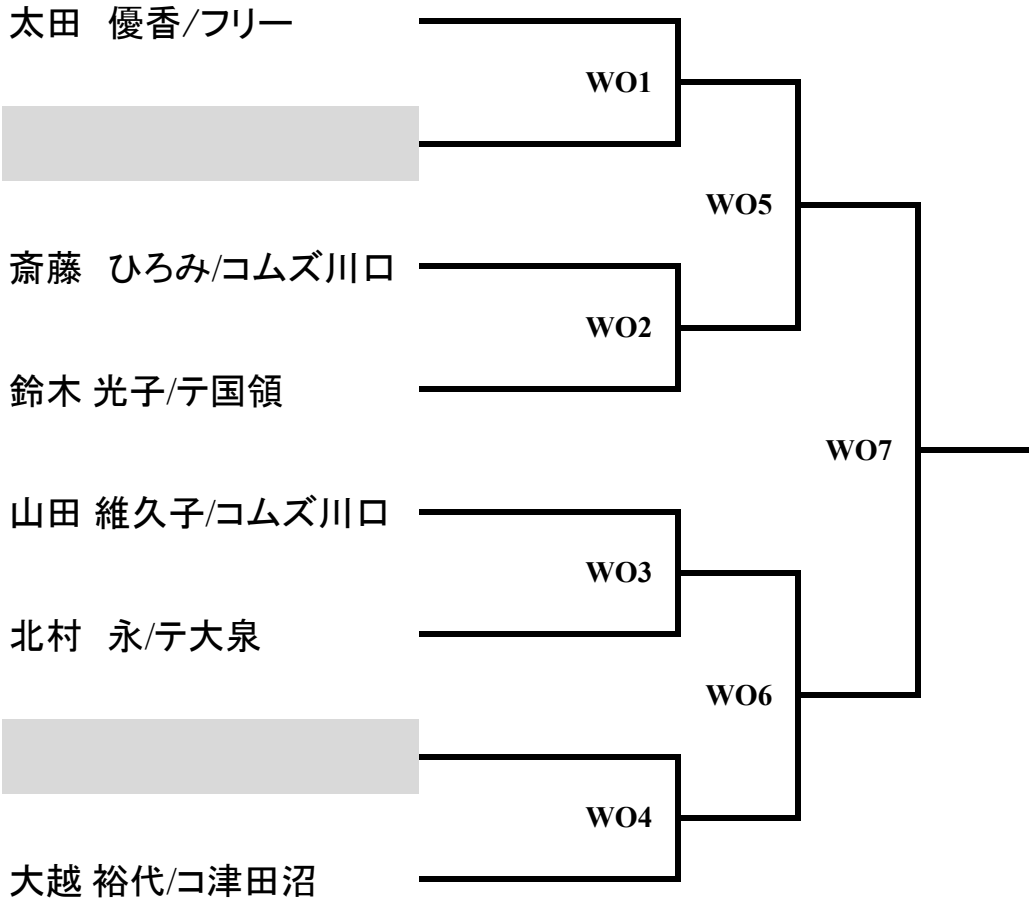 太田　優香/フリー
WO1
WO5
斎藤　ひろみ/コムズ川口
WO2
鈴木 光子/テ国領
WO7
山田 維久子/コムズ川口
WO3
北村　永/テ大泉
WO6
WO4
大越 裕代/コ津田沼